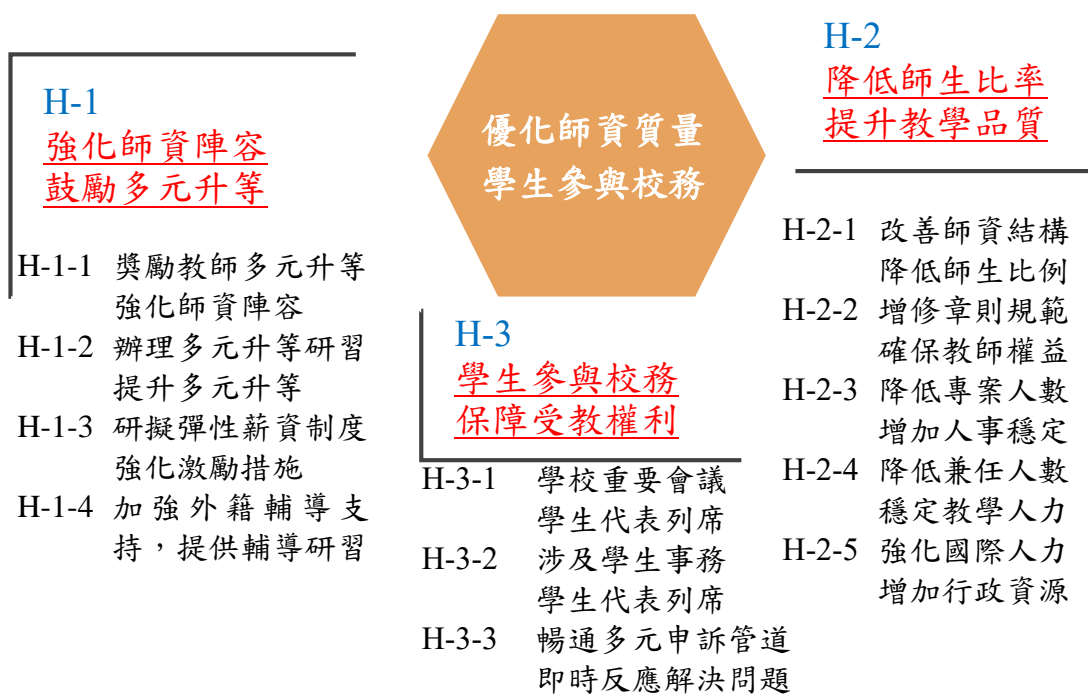 優化師資質量
學生參與校務
H-1
強化師資陣容
鼓勵多元升等
H-1-1 獎勵教師多元升等
強化師資陣容
H-1-2 辦理多元升等研習
提升多元升等
H-1-3 研擬彈性薪資制度
強化激勵措施
H-1-4 加強外籍輔導支
持，提供輔導研習
H-2
降低師生比率
提升教學品質
H-2-1 改善師資結構
降低師生比例
H-2-2 增修章則規範
確保教師權益
H-2-3 降低專案人數
增加人事穩定
H-2-4 降低兼任人數
穩定教學人力
H-2-5 強化國際人力
增加行政資源
H-3
學生參與校務
保障受教權利
H-3-1 學校重要會議
學生代表列席
H-3-2 涉及學生事務
學生代表列席
H-3-3 暢通多元申訴管道
即時反應解決問題